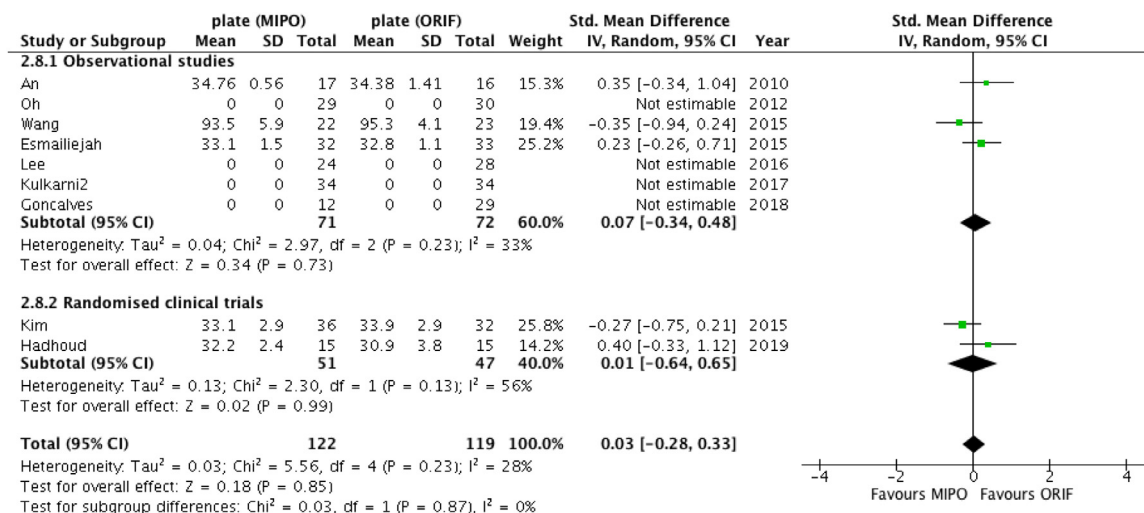 plate (MIPO) plate (ORIF) Std. Mean Difference Std. Mean Difference
Study or Subgroup Mean SD Total Mean SD Total Weight IV, Random, 95% CI Year IV, Random, 95% CI
2.8.1 Observational studies
An 34.76 0.56 17 34.38 1.41 16 15.3% 0.35 [-0.34, 1.04] 2010
Oh 0 0 29 0 0 30 Not estimable 2012
Wang 93.5 5.9 22 95.3 4.1 23 19.4% -0.35 [-0.94, 0.24] 2015
Esmailiejah 33.1 1.5 32 32.8 1.1 33 25.2% 0.23 [-0.26, 0.71] 2015
Lee 0 0 24 0 0 28 Not estimable 2016
Kulkarni2 0 0 34 0 0 34 Not estimable 2017
Goncalves 0 0 12 0 0 29 Not estimable 2018
Subtotal (95% CI) 71 72 60.0% 0.07 [-0.34, 0.48]
Heterogeneity: Tau² = 0.04; Chi² = 2.97, df = 2 (P = 0.23); I² = 33%
Test for overall effect: Z = 0.34 (P = 0.73)
2.8.2 Randomised clinical trials
Kim 33.1 2.9 36 33.9 2.9 32 25.8% -0.27 [-0.75, 0.21] 2015
Hadhoud 32.2 2.4 15 30.9 3.8 15 14.2% 0.40 [-0.33, 1.12] 2019
Subtotal (95% CI) 51 47 40.0% 0.01 [-0.64, 0.65]
Heterogeneity: Tau² = 0.13; Chi² = 2.30, df = 1 (P = 0.13); I² = 56%
Test for overall effect: Z = 0.02 (P = 0.99)
Total (95% CI) 122 119 100.0% 0.03 [-0.28, 0.33]
Heterogeneity: Tau² = 0.03; Chi² = 5.56, df = 4 (P = 0.23); I² = 28%
Test for overall effect: Z = 0.18 (P = 0.85)
Test for subgroup differences: Chi² = 0.03, df = 1 (P = 0.87), I² = 0%
-4 -2 0 2 4
Favours MIPO Favours ORIF